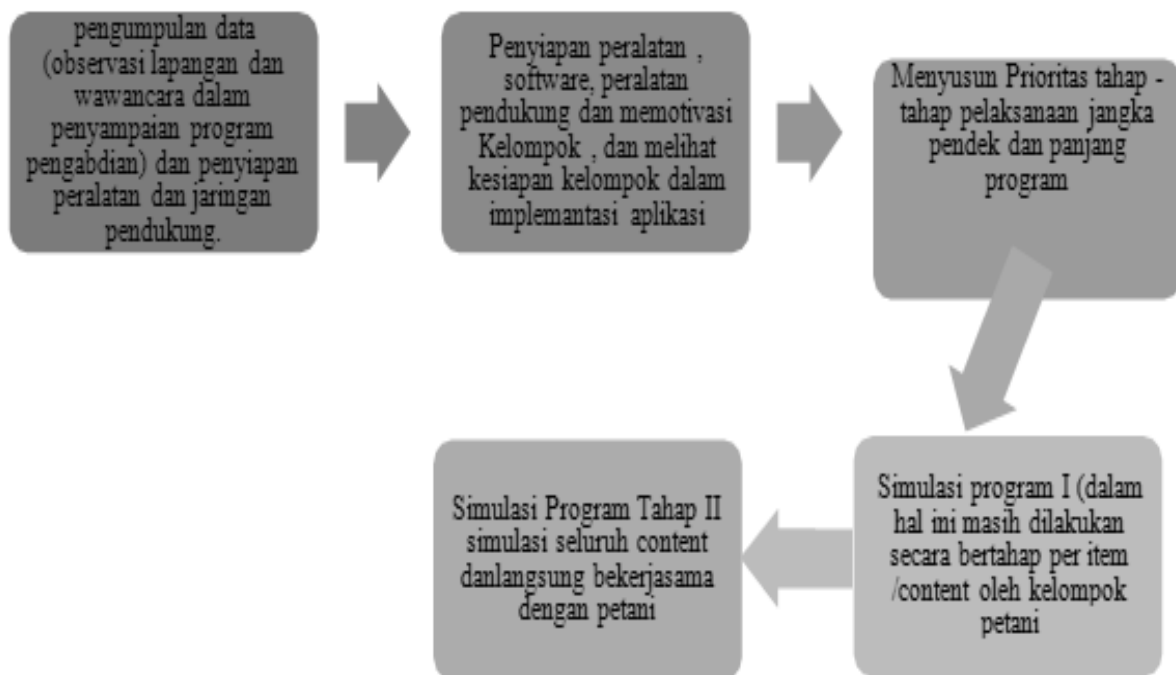 pengumpulan data
(observasi lapangan dan
wawancara dalam
penyampaian program
pengabdian) dan penyiapan
peralatan dan jaringan
pendukung.
Penyiapan peralatan ,
software, peralatan
pendukung dan memotivasi
Kelompok , dan melihat
kesiapan kelompok dalam
implemantasi aplikasi
Menyusun Prioritas tahap -
tahap pelaksanaan jangka
pendek dan panjang
program
Simulasi program I (dalam
hal ini masih dilakukan
secara bertahap per item
/content oleh kelompok
petani
Simulasi Program Tahap II
simulasi seluruh content
danlangsung bekerjasama
dengan petani